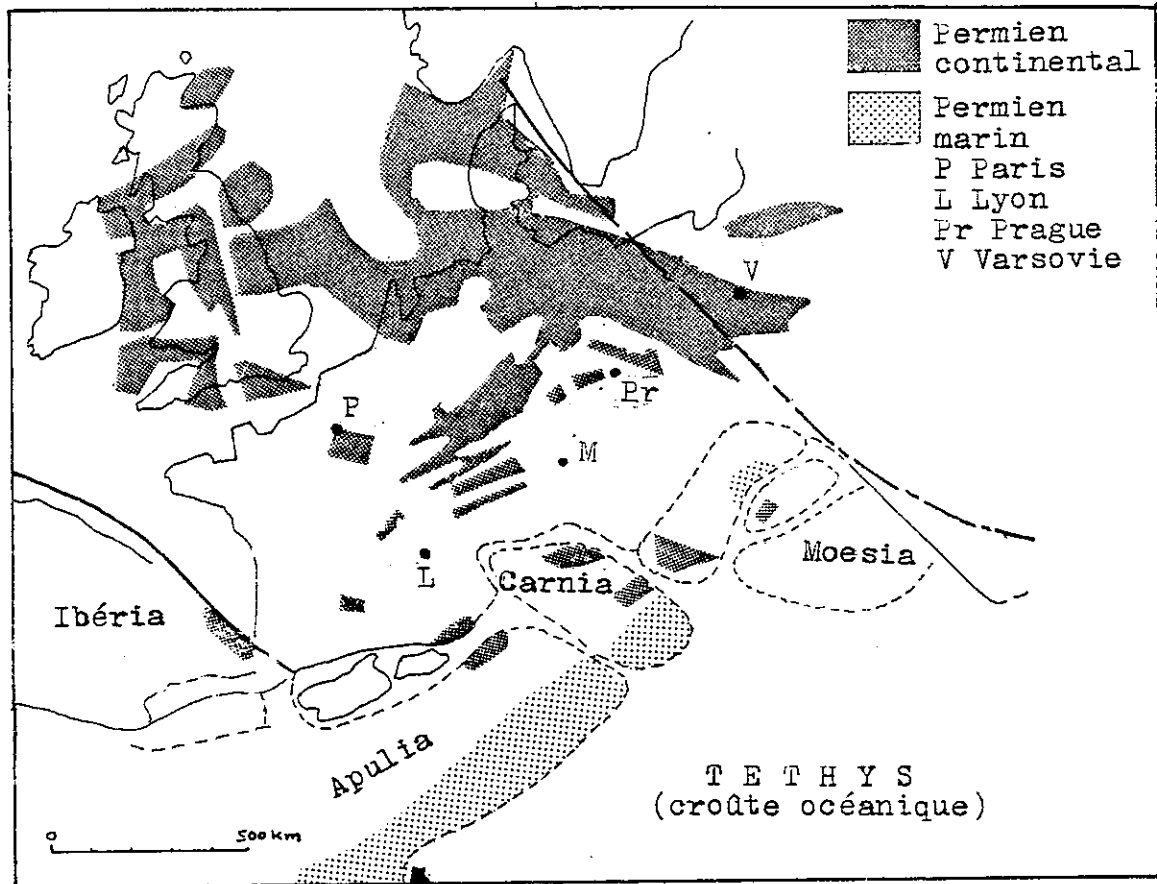 Permien
continental
Permien
marin
P Paris
L Lyon
Pr Prague
V Varsovie
V
P
Pr
M
L
Carnia
Moesia
Ibéria
Apulia
T E T H Y S
(croûte océanique)
0 500 km